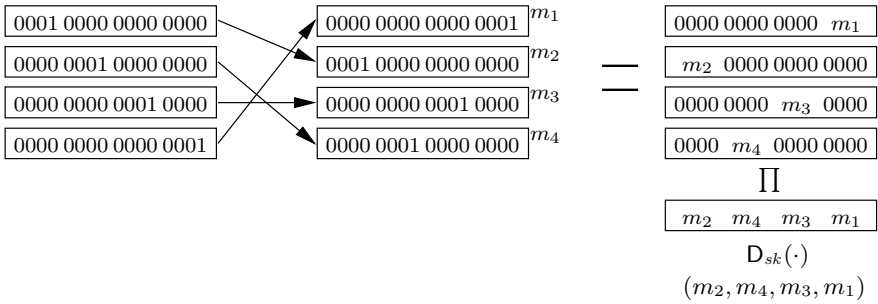 0001 0000 0000 0000 0000 0000 0000 0001 m₁ 0000 0000 0000 m₁
0000 0001 0000 0000 0001 0000 0000 0000 m₂ = m₂ 0000 0000 0000
0000 0000 0001 0000 0000 0000 0001 0000 m₃ 0000 0000 m₃ 0000
0000 0000 0000 0001 0000 0001 0000 0000 m₄ 0000 m₄ 0000 0000
∏
m₂ m₄ m₃ m₁
D_sk(·)
(m₂, m₄, m₃, m₁)